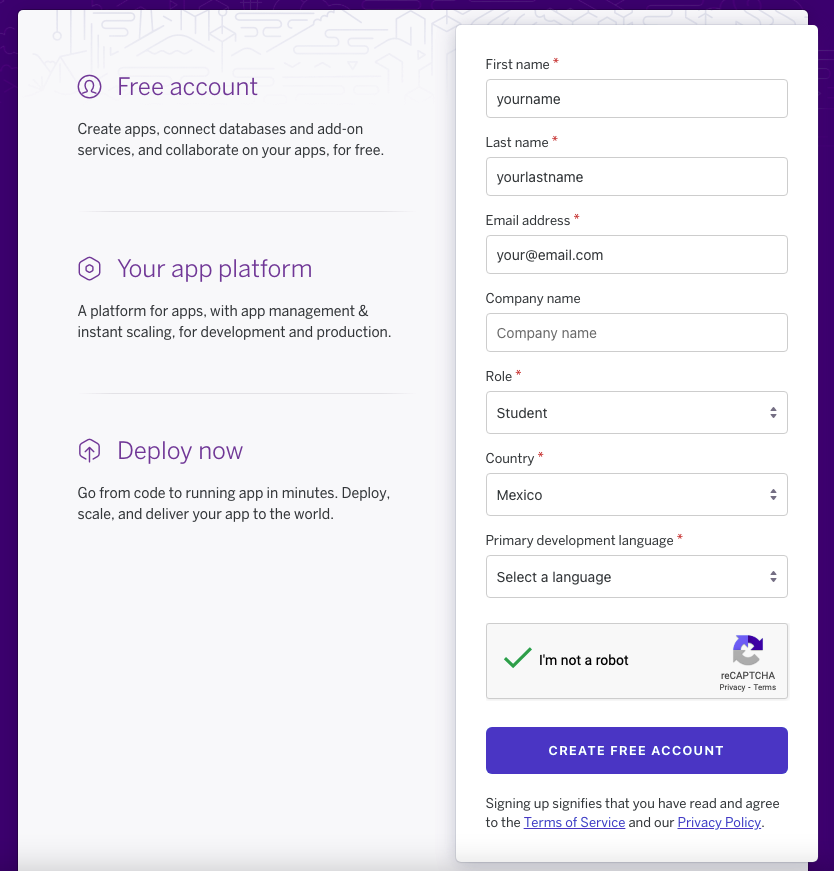 Free account
Create apps, connect databases and add-on
services, and collaborate on your apps, for free.
Your app platform
A platform for apps, with app management &
instant scaling, for development and production.
Deploy now
Go from code to running app in minutes. Deploy,
scale, and deliver your app to the world.
First name *
yourname
Last name *
yourlastname
Email address *
your@email.com
Company name
Company name
Role *
Student
Country *
Mexico
Primary development language *
Select a language
I'm not a robot
reCAPTCHA
Privacy - Terms
CREATE FREE ACCOUNT
Signing up signifies that you have read and agree
to the Terms of Service and our Privacy Policy.